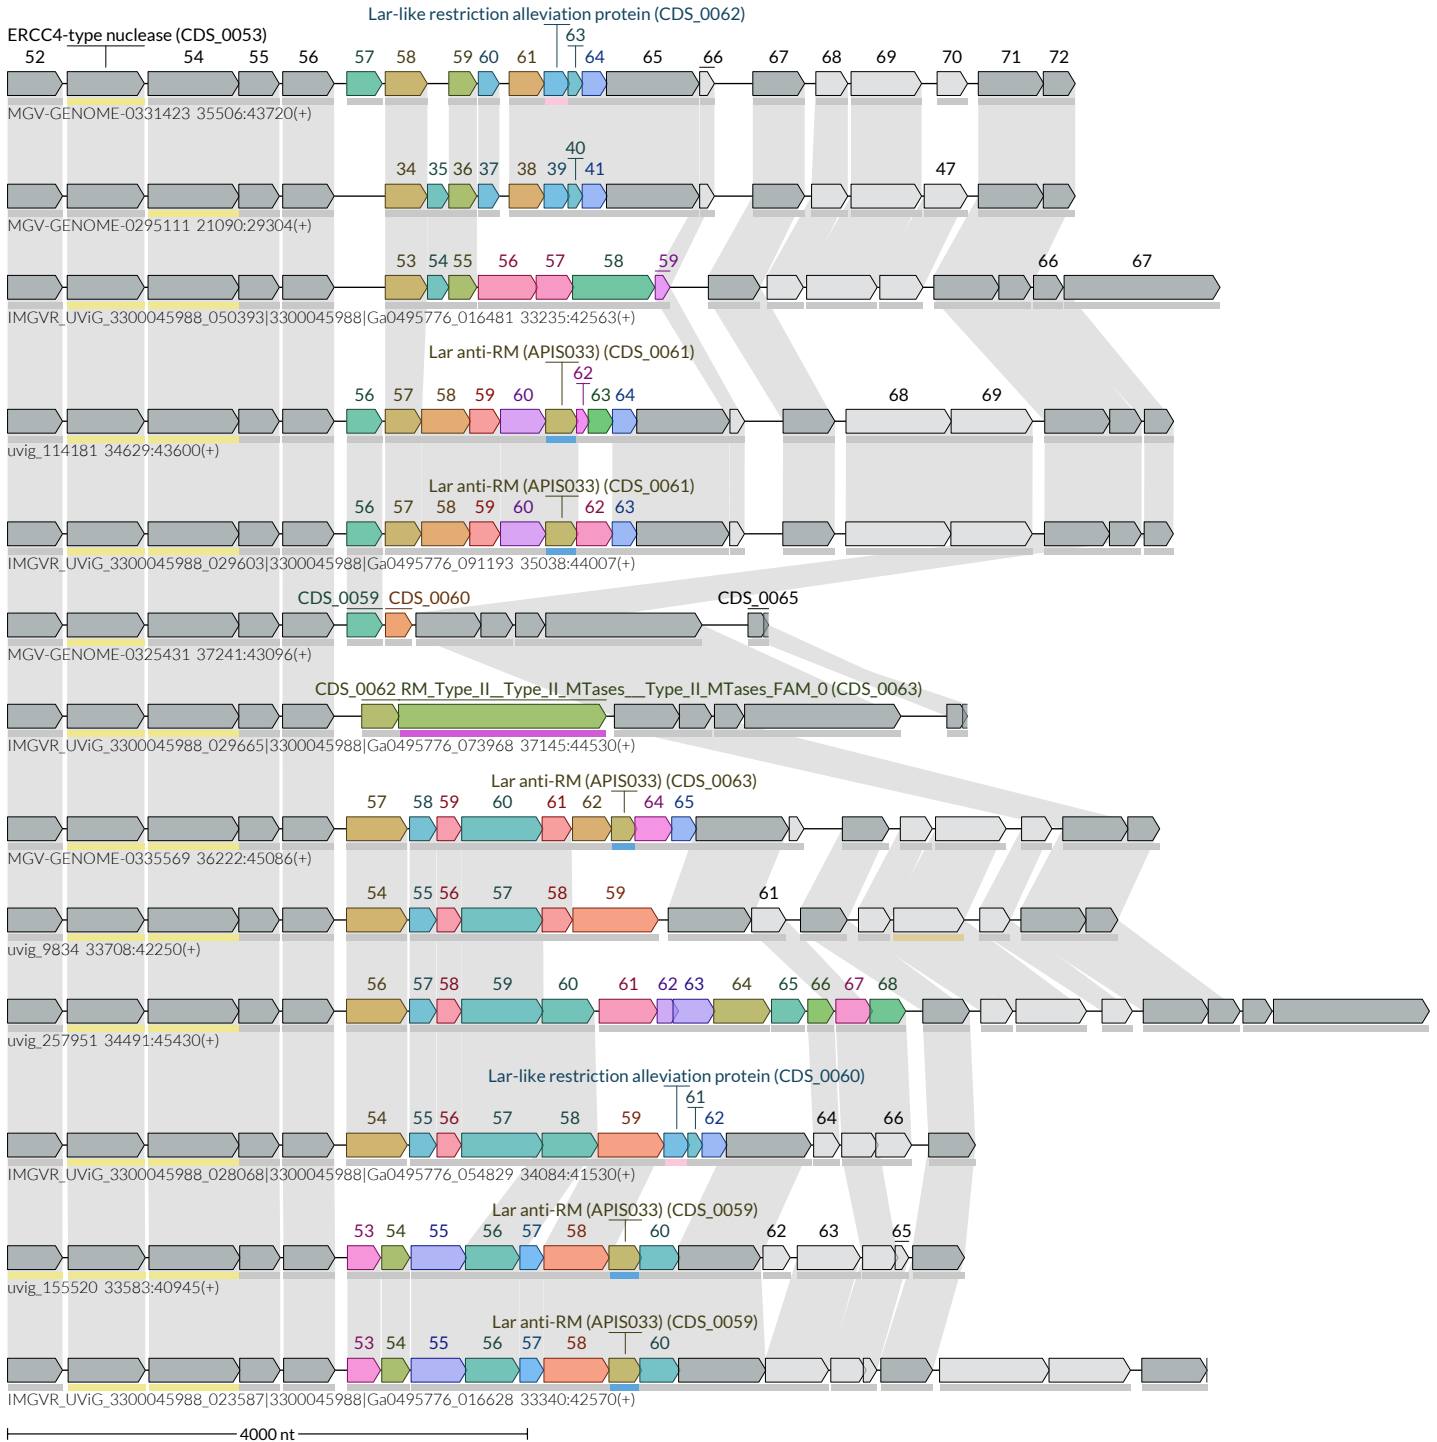 Lar-like restriction alleviation protein (CDS_0062)
ERCC4-type nuclease (CDS_0053) 63
52 54 55 56 57 58 59 60 61 64 65 66 67 68 69 70 71 72
MGV-GENOME-0331423 35506:43720(+)
40
34 35 36 37 38 39 41 47
MGV-GENOME-0295111 21090:29304(+)
53 54 55 56 57 58 59 66 67
IMGVR_UViG_3300045988_050393|3300045988|Ga0495776_016481 33235:42563(+)
Lar anti-RM (APIS033) (CDS_0061)
62
56 57 58 59 60 63 64 68 69
uvig_114181 34629:43600(+)
Lar anti-RM (APIS033) (CDS_0061)
56 57 58 59 60 62 63
IMGVR_UViG_3300045988_029603|3300045988|Ga0495776_091193 35038:44007(+)
CDS_0059 CDS_0060 CDS_0065
MGV-GENOME-0325431 37241:43096(+)
CDS_0062 RM_Type_II__Type_II_MTases___Type_II_MTases_FAM_0 (CDS_0063)
IMGVR_UViG_3300045988_029665|3300045988|Ga0495776_073968 37145:44530(+)
Lar anti-RM (APIS033) (CDS_0063)
57 58 59 60 61 62 64 65
MGV-GENOME-0335569 36222:45086(+)
54 55 56 57 58 59 61
uvig_9834 33708:42250(+)
56 57 58 59 60 61 62 63 64 65 66 67 68
uvig_257951 34491:45430(+)
Lar-like restriction alleviation protein (CDS_0060)
61
54 55 56 57 58 59 62 64 66
IMGVR_UViG_3300045988_028068|3300045988|Ga0495776_054829 34084:41530(+)
Lar anti-RM (APIS033) (CDS_0059)
53 54 55 56 57 58 60 62 63 65
uvig_155520 33583:40945(+)
Lar anti-RM (APIS033) (CDS_0059)
53 54 55 56 57 58 60
IMGVR_UViG_3300045988_023587|3300045988|Ga0495776_016628 33340:42570(+)
4000 nt